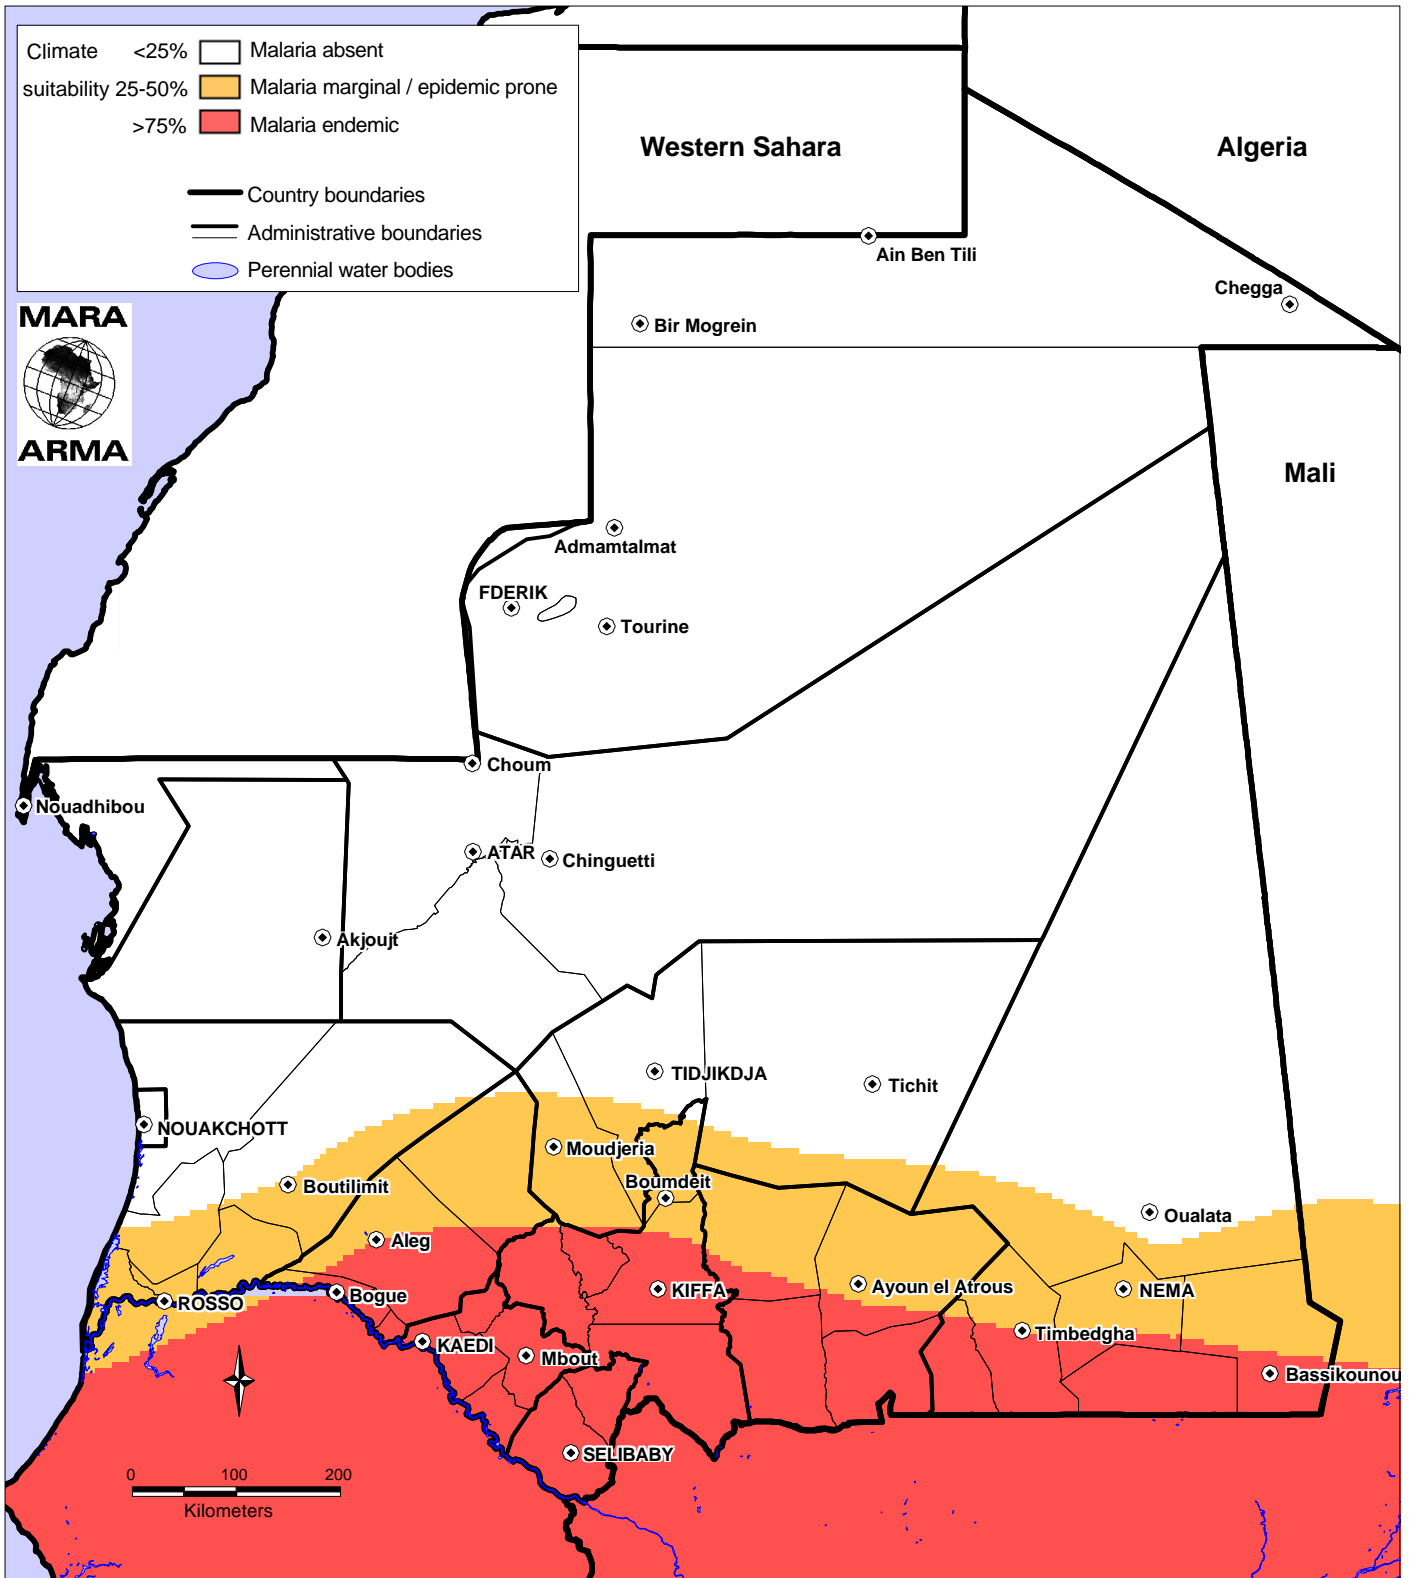 Climate <25% Malaria absent
suitability 25-50% Malaria marginal / epidemic prone
>75% Malaria endemic
Country boundaries
Administrative boundaries
Perennial water bodies
MARA
ARMA
Western Sahara
Algeria
Ain Ben Tili
Chegga
Bir Mogrein
Mali
Admamtalmat
FDERIK
Tourine
Choum
Nouadhibou
ATAR
Chinguetti
Akjoujt
TIDJIKDJA
Tichit
NOUAKCHOTT
Moudjeria
Boutilimit
Boumdeit
Oualata
Aleg
Ayoun el Atrous
KIFFA
NEMA
Bogue
ROSSO
Timbedgha
KAEDI
Mbout
Bassikounou
SELIBABY
0 100 200
Kilometers